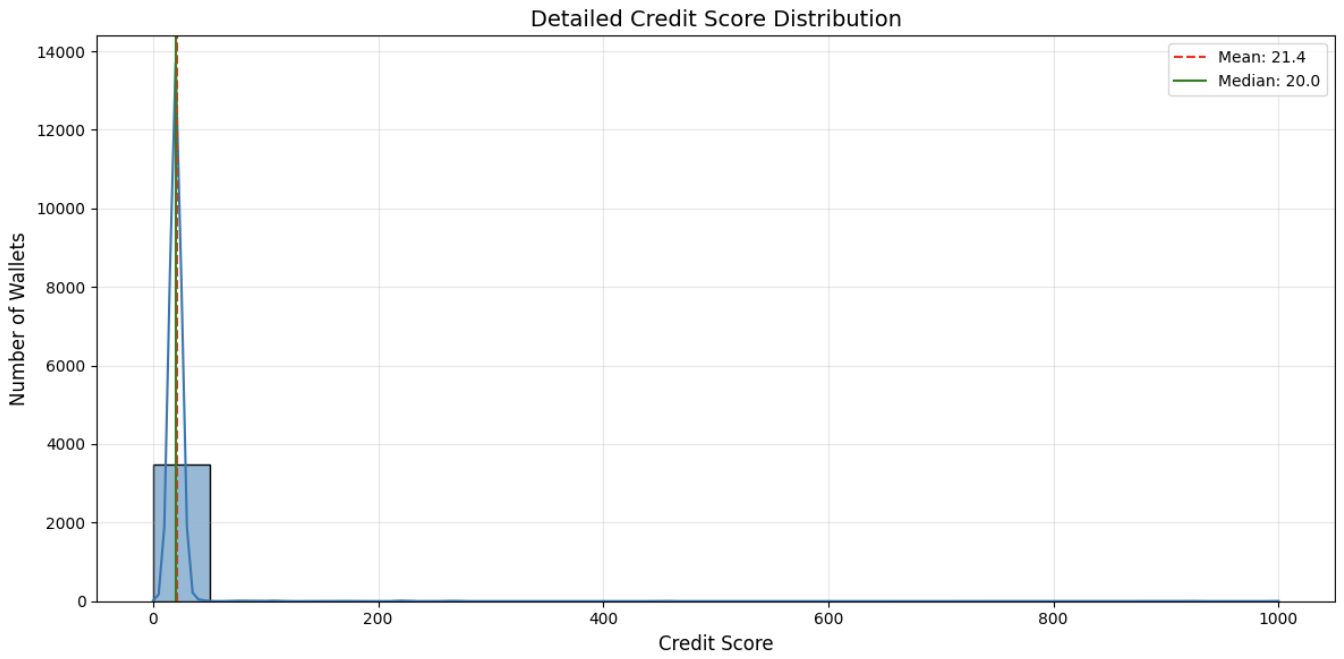 Detailed Credit Score Distribution
Mean: 21.4
Median: 20.0
Number of Wallets
14000
12000
10000
8000
6000
4000
2000
0
0 200 400 600 800 1000
Credit Score